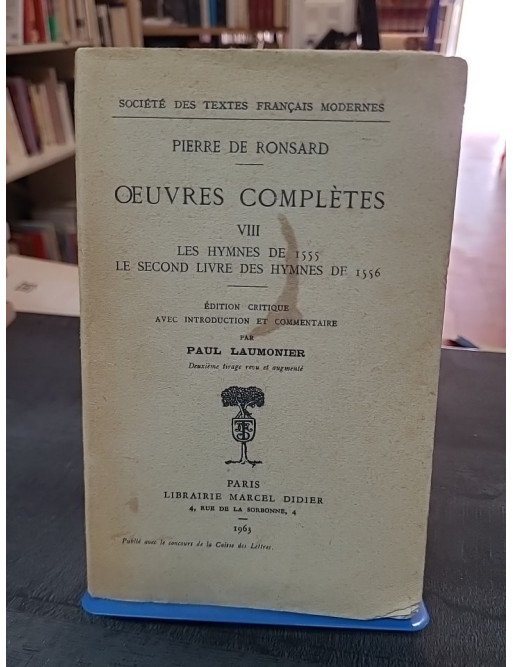 SOCIÉTÉ DES TEXTES FRANÇAIS MODERNES
PIERRE DE RONSARD
ŒUVRES COMPLÈTES
VIII
LES HYMNES DE 1555
LE SECOND LIVRE DES HYMNES DE 1556
ÉDITION CRITIQUE
AVEC INTRODUCTION ET COMMENTAIRE
PAR
PAUL LAUMONIER
Deuxième tirage revu et augmenté
PARIS
LIBRAIRIE MARCEL DIDIER
4, RUE DE LA SORBONNE, 4
1963
Publié avec le concours de la Caisse des Lettres.